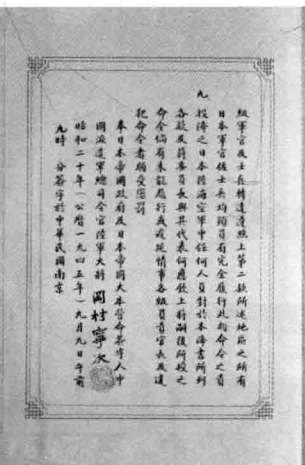 級軍官及士兵轉達遵照上第二款所述地區之所有
日本軍官佐士兵均須負有完全履行此類命令之責
九 投降之日本陸海空軍中任何人員對於本降書所列
各款及蔣委員長與其代表何應欽上將嗣後所授之
命令倘有未能履行或遲延情事各級負責官長及違
犯命令者願受懲罰
奉日本帝國政府及日本帝國大本營命簽字人中
國派遣軍總司令官陸軍大將 岡村寧次
昭和二十年(公曆一九四五年)九月九日午前
九時 分簽字於中華民國南京